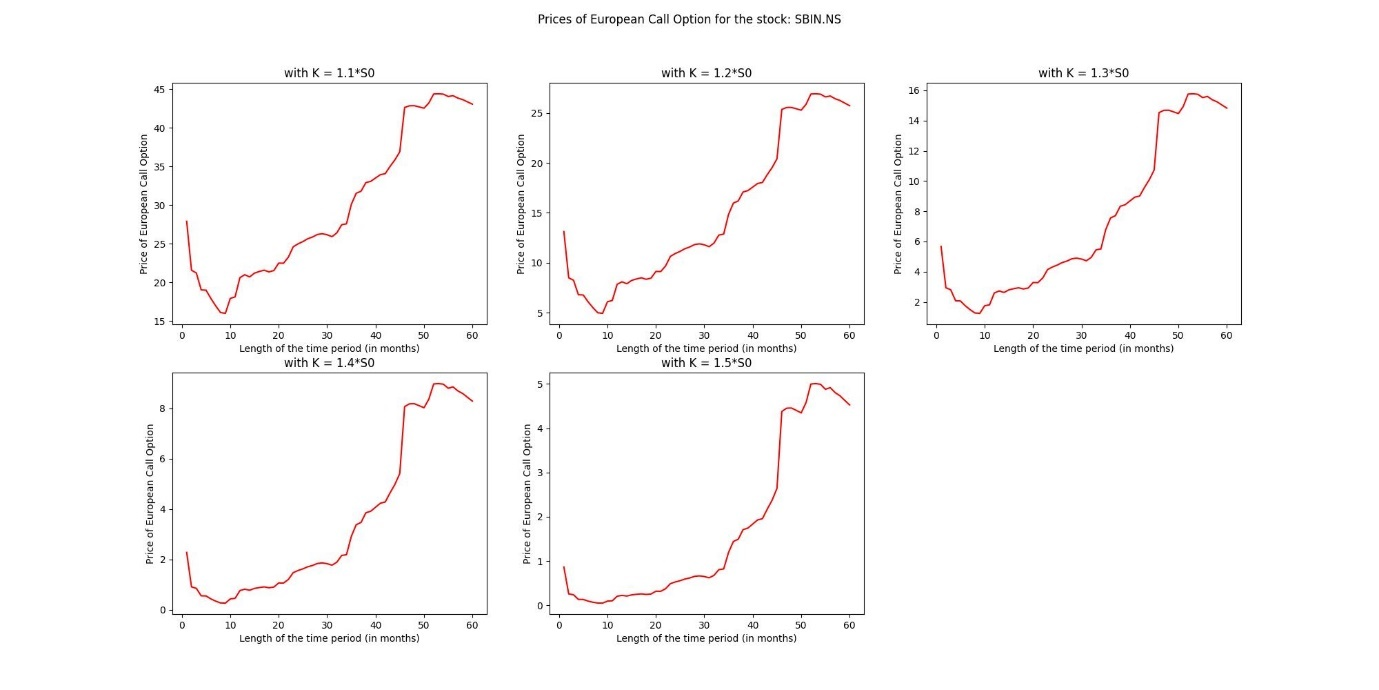 Prices of European Call Option for the stock: SBIN.NS
with K = 1.1*S0
Price of European Call Option
45
40
35
30
25
20
15
0 10 20 30 40 50 60
Length of the time period (in months)
with K = 1.2*S0
Price of European Call Option
25
20
15
10
5
0 10 20 30 40 50 60
Length of the time period (in months)
with K = 1.3*S0
Price of European Call Option
16
14
12
10
8
6
4
2
0 10 20 30 40 50 60
Length of the time period (in months)
with K = 1.4*S0
Price of European Call Option
8
6
4
2
0
0 10 20 30 40 50 60
Length of the time period (in months)
with K = 1.5*S0
Price of European Call Option
5
4
3
2
1
0
0 10 20 30 40 50 60
Length of the time period (in months)